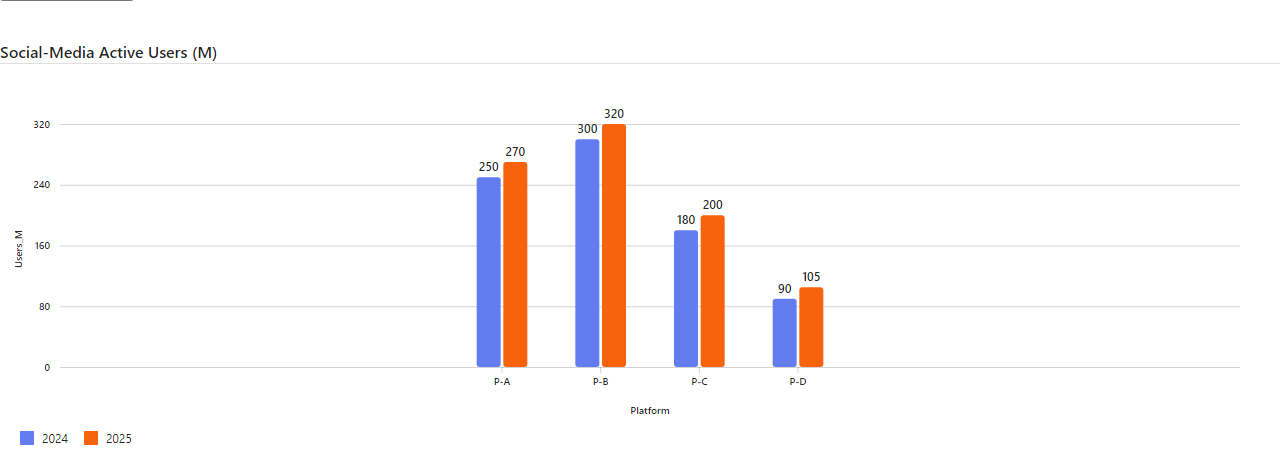 Social-Media Active Users (M)
320
240
160
80
0
Users_M
250
270
300
320
180
200
90
105
P-A
P-B
P-C
P-D
Platform
2024
2025